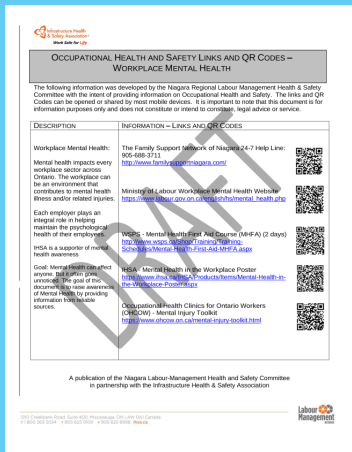 Infrastructure Health
& Safety Association
Work Safe for Life
OCCUPATIONAL HEALTH AND SAFETY LINKS AND QR CODES –
WORKPLACE MENTAL HEALTH
The following information was developed by the Niagara Regional Labour Management Health & Safety
Committee with the intent of providing information on Occupational Health and Safety. The links and QR
Codes can be opened or shared by most mobile devices. It is important to note that this document is for
information purposes only and does not constitute or intend to constitute, legal advice or service.
DESCRIPTION
INFORMATION – LINKS AND QR CODES
Workplace Mental Health:
Mental health impacts every
workplace sector across
Ontario. The workplace can
be an environment that
contributes to mental health
illness and/or related injuries.
Each employer plays an
integral role in helping
maintain the psychological
health of their employees.
IHSA is a supporter of mental
health awareness
Goal: Mental Health can affect
anyone. But it often goes
unnoticed. The goal of this
document is to raise awareness
of Mental Health by providing
information from reliable
sources.
The Family Support Network of Niagara 24-7 Help Line:
905-688-3711
http://www.familysupportniagara.com/
Ministry of Labour Workplace Mental Health Website
https://www.labour.gov.on.ca/english/hs/mental_health.php
WSPS - Mental Health First Aid Course (MHFA) (2 days)
http://www.wsps.ca/Shop/Training/Training-
Schedules/Mental-Health-First-Aid-MHFA.aspx
IHSA - Mental Health in the Workplace Poster
https://www.ihsa.ca/IHSA/Products/Items/Mental-Health-in-
the-Workplace-Poster.aspx
Occupational Health Clinics for Ontario Workers
(OHCOW) - Mental Injury Toolkit
https://www.ohcow.on.ca/mental-injury-toolkit.html
DRAFT
A publication of the Niagara Labour-Management Health and Safety Committee
in partnership with the Infrastructure Health & Safety Association
Labour
Management